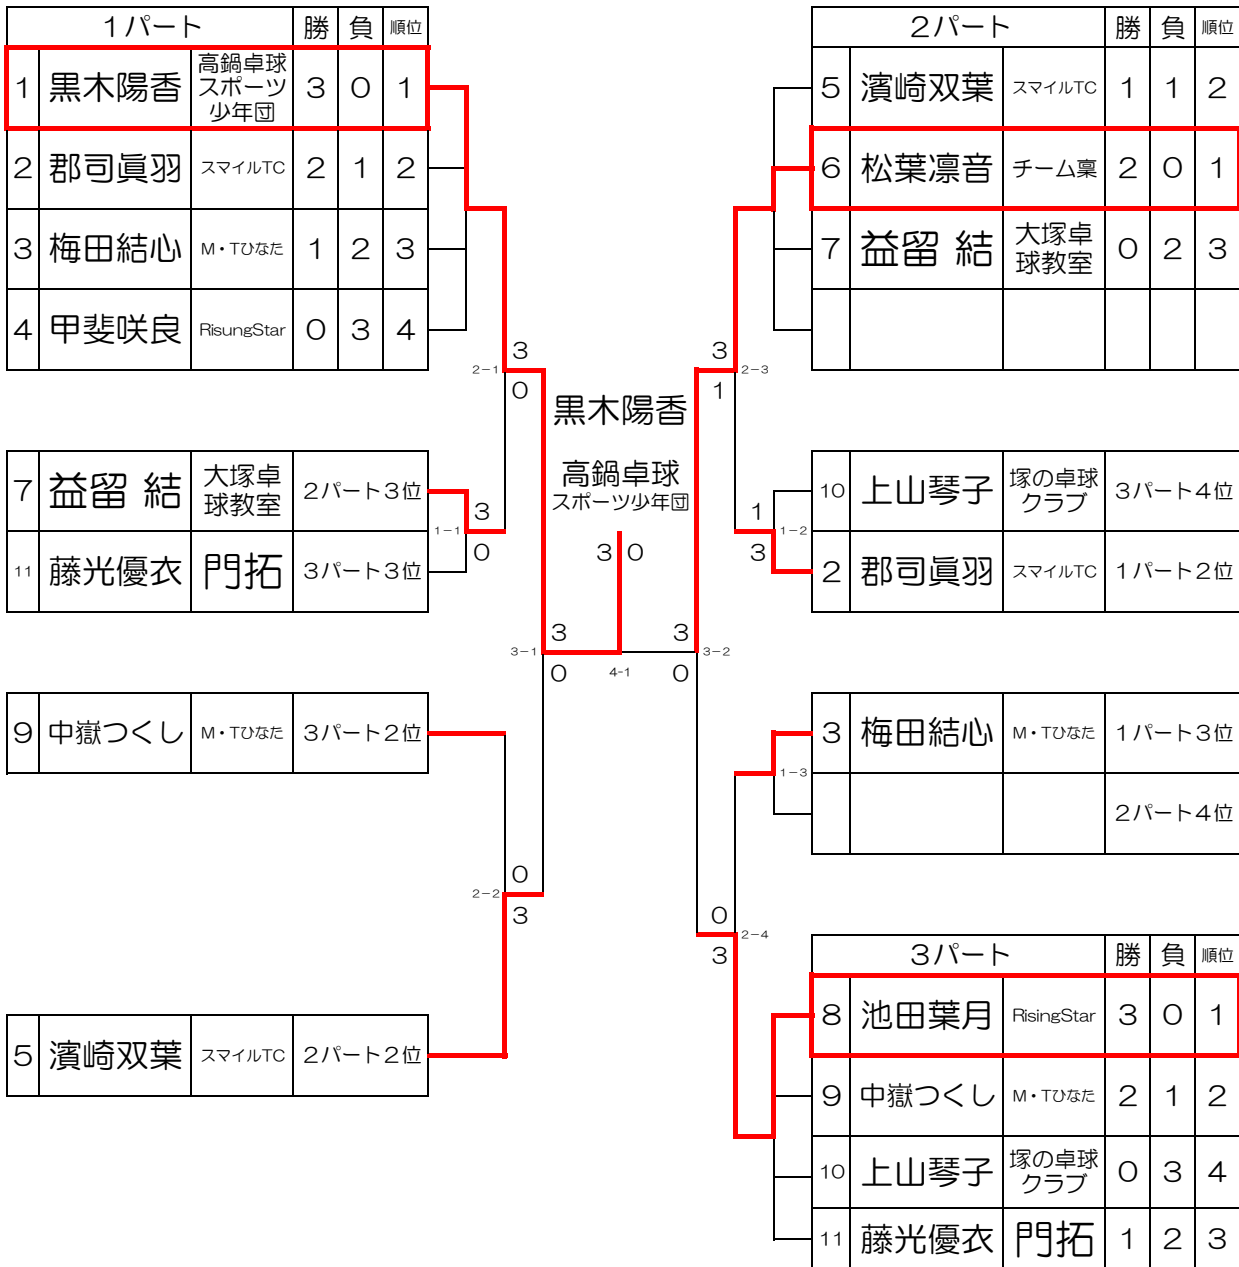 1パート 勝 負 順位
1 黒木陽香 高鍋卓球スポーツ少年団 3 0 1
2 郡司眞羽 スマイルTC 2 1 2
3 梅田結心 M・Tひなた 1 2 3
4 甲斐咲良 RisungStar 0 3 4
2パート 勝 負 順位
5 濱崎双葉 スマイルTC 1 1 2
6 松葉凛音 チーム稟 2 0 1
7 益留 結 大塚卓球教室 0 2 3
3
2-1
0
3
2-3
1
黒木陽香
高鍋卓球
スポーツ少年団
3 0
7 益留 結 大塚卓球教室 2パート3位
11 藤光優衣 門拓 3パート3位
3
1-1
0
10 上山琴子 塚の卓球クラブ 3パート4位
2 郡司眞羽 スマイルTC 1パート2位
1
1-2
3
3
3-1
0
4-1
3
3-2
0
9 中嶽つくし M・Tひなた 3パート2位
3 梅田結心 M・Tひなた 1パート3位
1-3
2パート4位
0
2-2
3
0
2-4
3
5 濱崎双葉 スマイルTC 2パート2位
3パート 勝 負 順位
8 池田葉月 RisingStar 3 0 1
9 中嶽つくし M・Tひなた 2 1 2
10 上山琴子 塚の卓球クラブ 0 3 4
11 藤光優衣 門拓 1 2 3